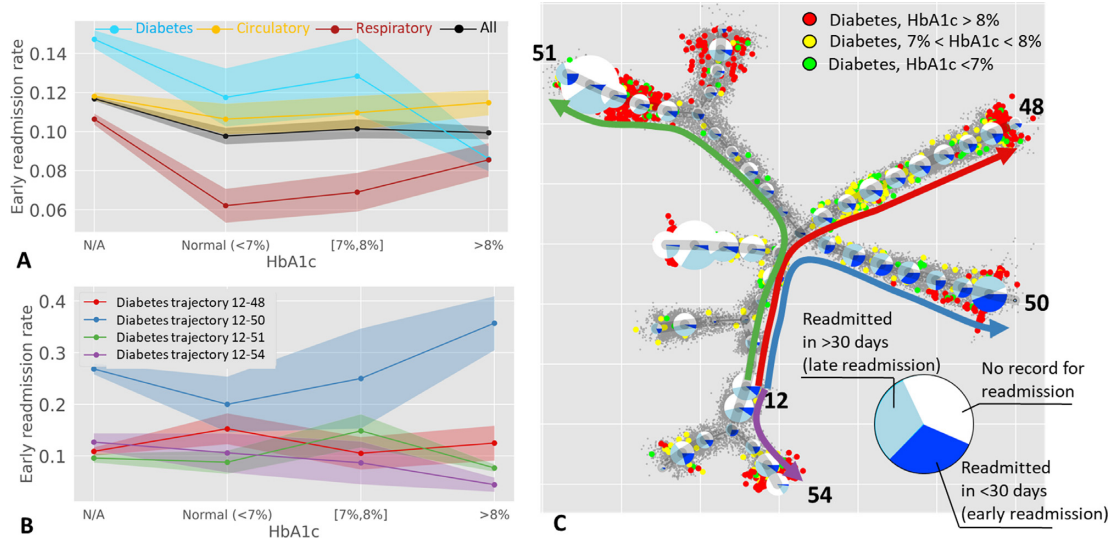 Diabetes Circulatory Respiratory All
Early readmission rate
0.14
0.12
0.10
0.08
0.06
N/A Normal (<7%) [7%,8%] >8%
HbA1c
A
Diabetes trajectory 12-48
Diabetes trajectory 12-50
Diabetes trajectory 12-51
Diabetes trajectory 12-54
Early readmission rate
0.4
0.3
0.2
0.1
N/A Normal (<7%) [7%,8%] >8%
HbA1c
B
Diabetes, HbA1c > 8%
Diabetes, 7% < HbA1c < 8%
Diabetes, HbA1c <7%
51
48
50
12
54
Readmitted
in >30 days
(late readmission)
No record for
readmission
Readmitted
in <30 days
(early readmission)
C